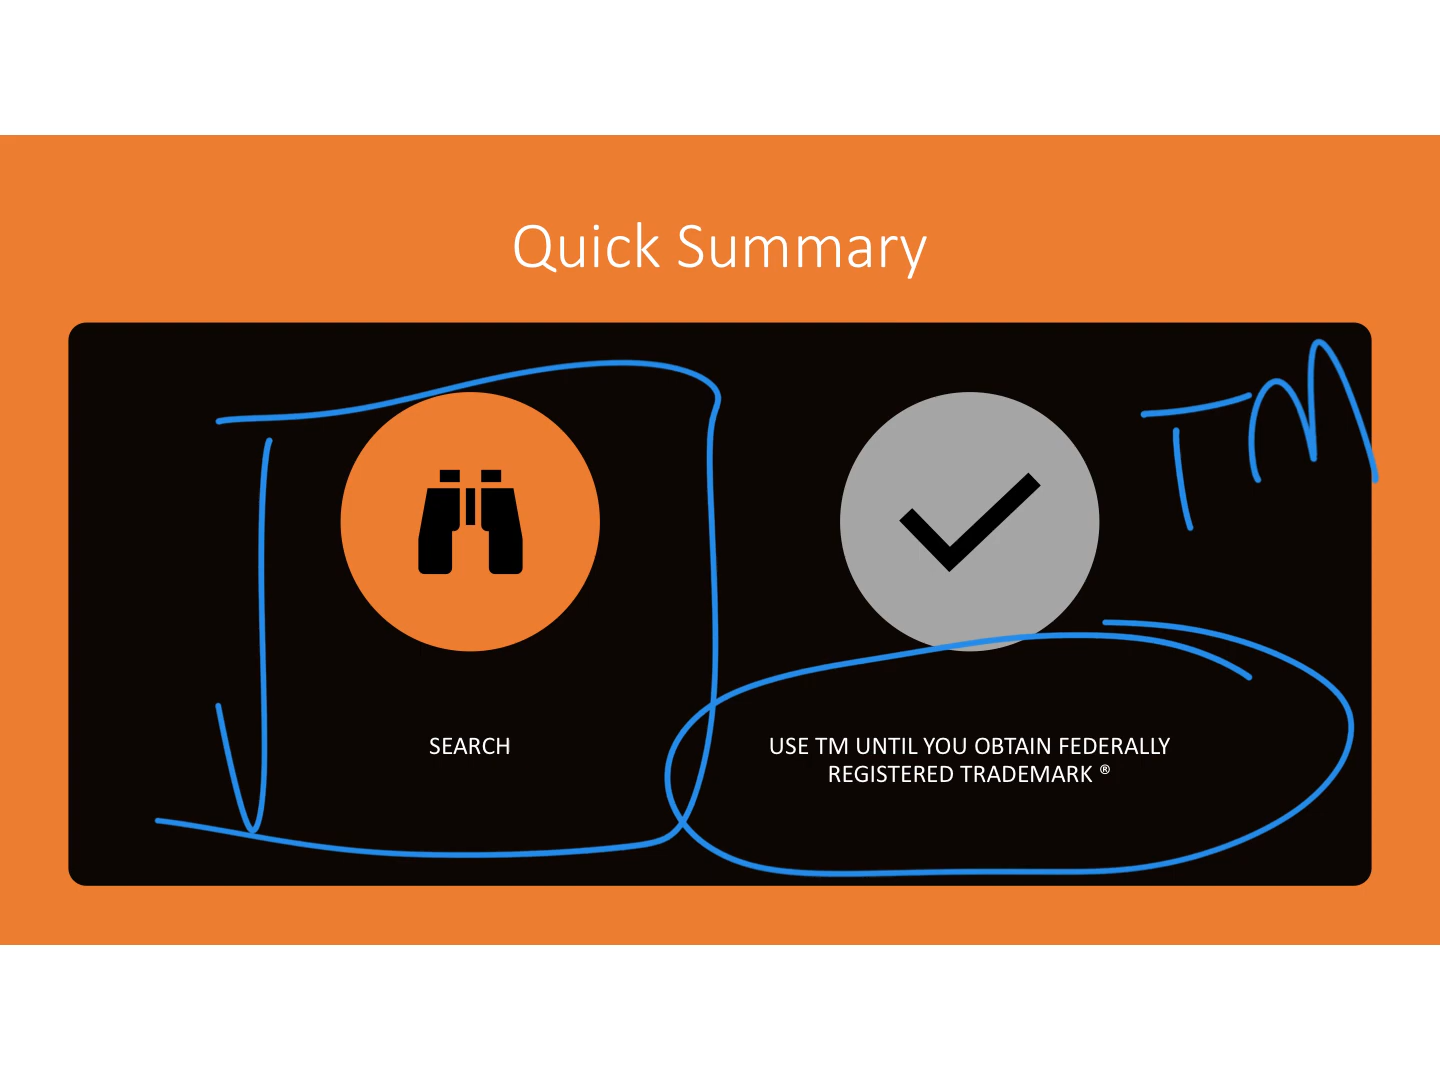 Quick Summary
TM
SEARCH
USE TM UNTIL YOU OBTAIN FEDERALLY
REGISTERED TRADEMARK ®